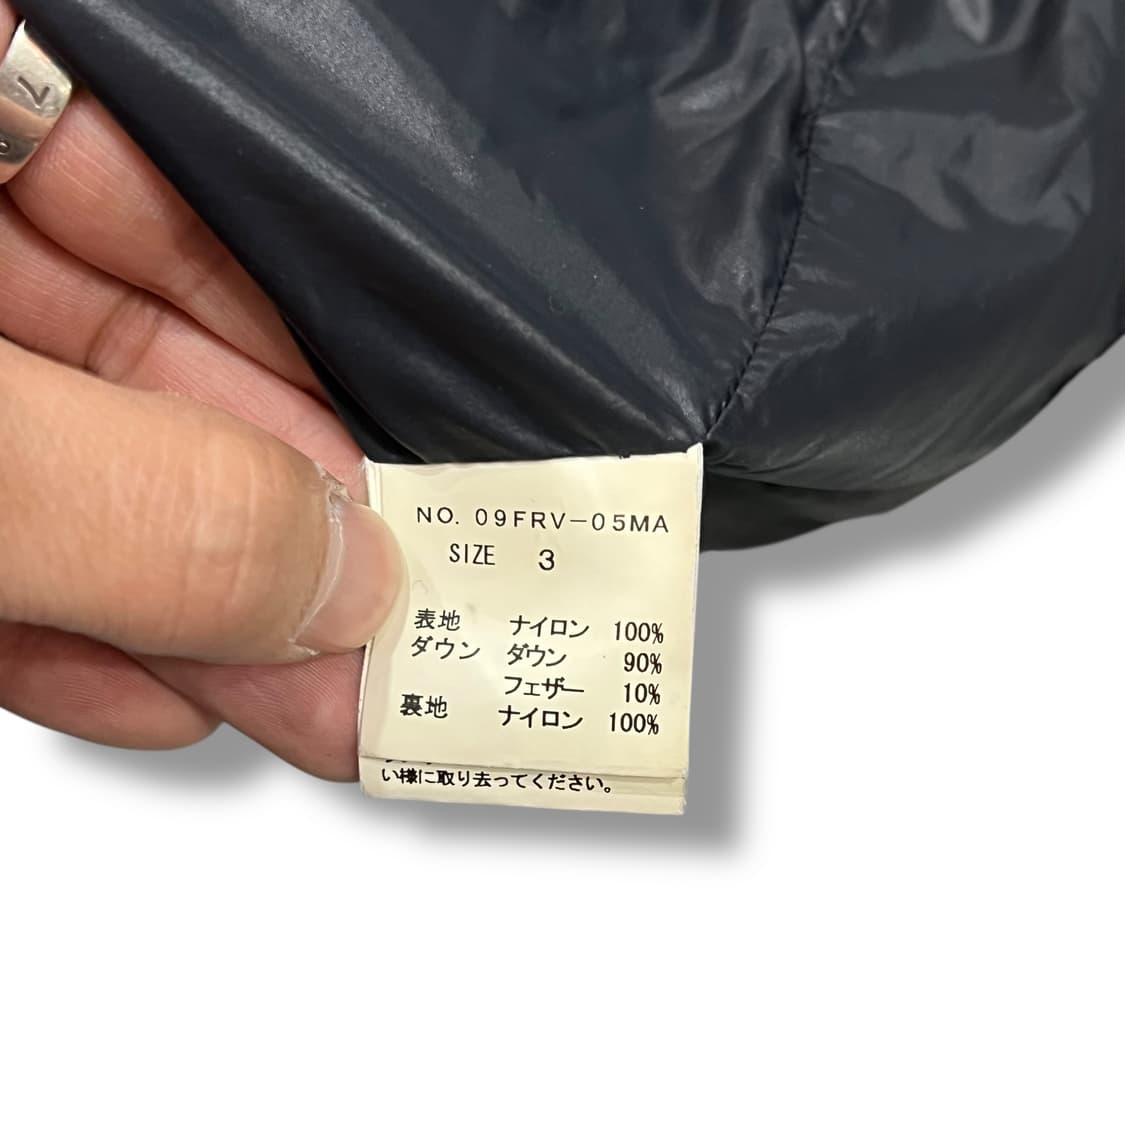 NO. 09FRV-05MA
SIZE 3
表地 ナイロン 100%
ダウン ダウン 90%
フェザー 10%
裏地 ナイロン 100%
い様に取り去ってください。